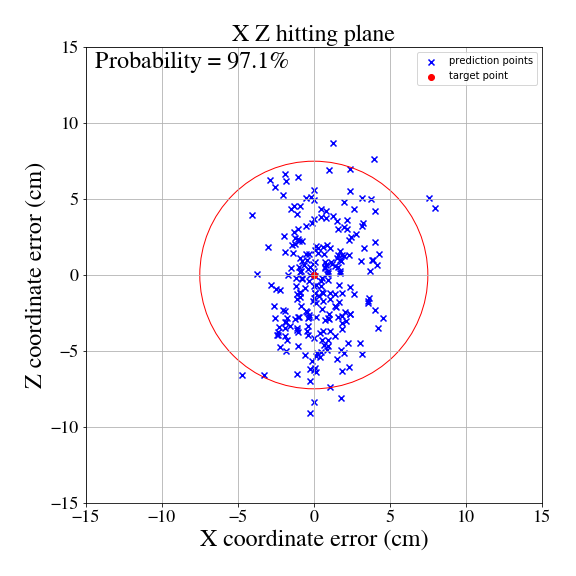 X Z hitting plane
Probability = 97.1%
prediction points
target point
15
10
5
0
−5
−10
−15
Z coordinate error (cm)
−15 −10 −5 0 5 10 15
X coordinate error (cm)